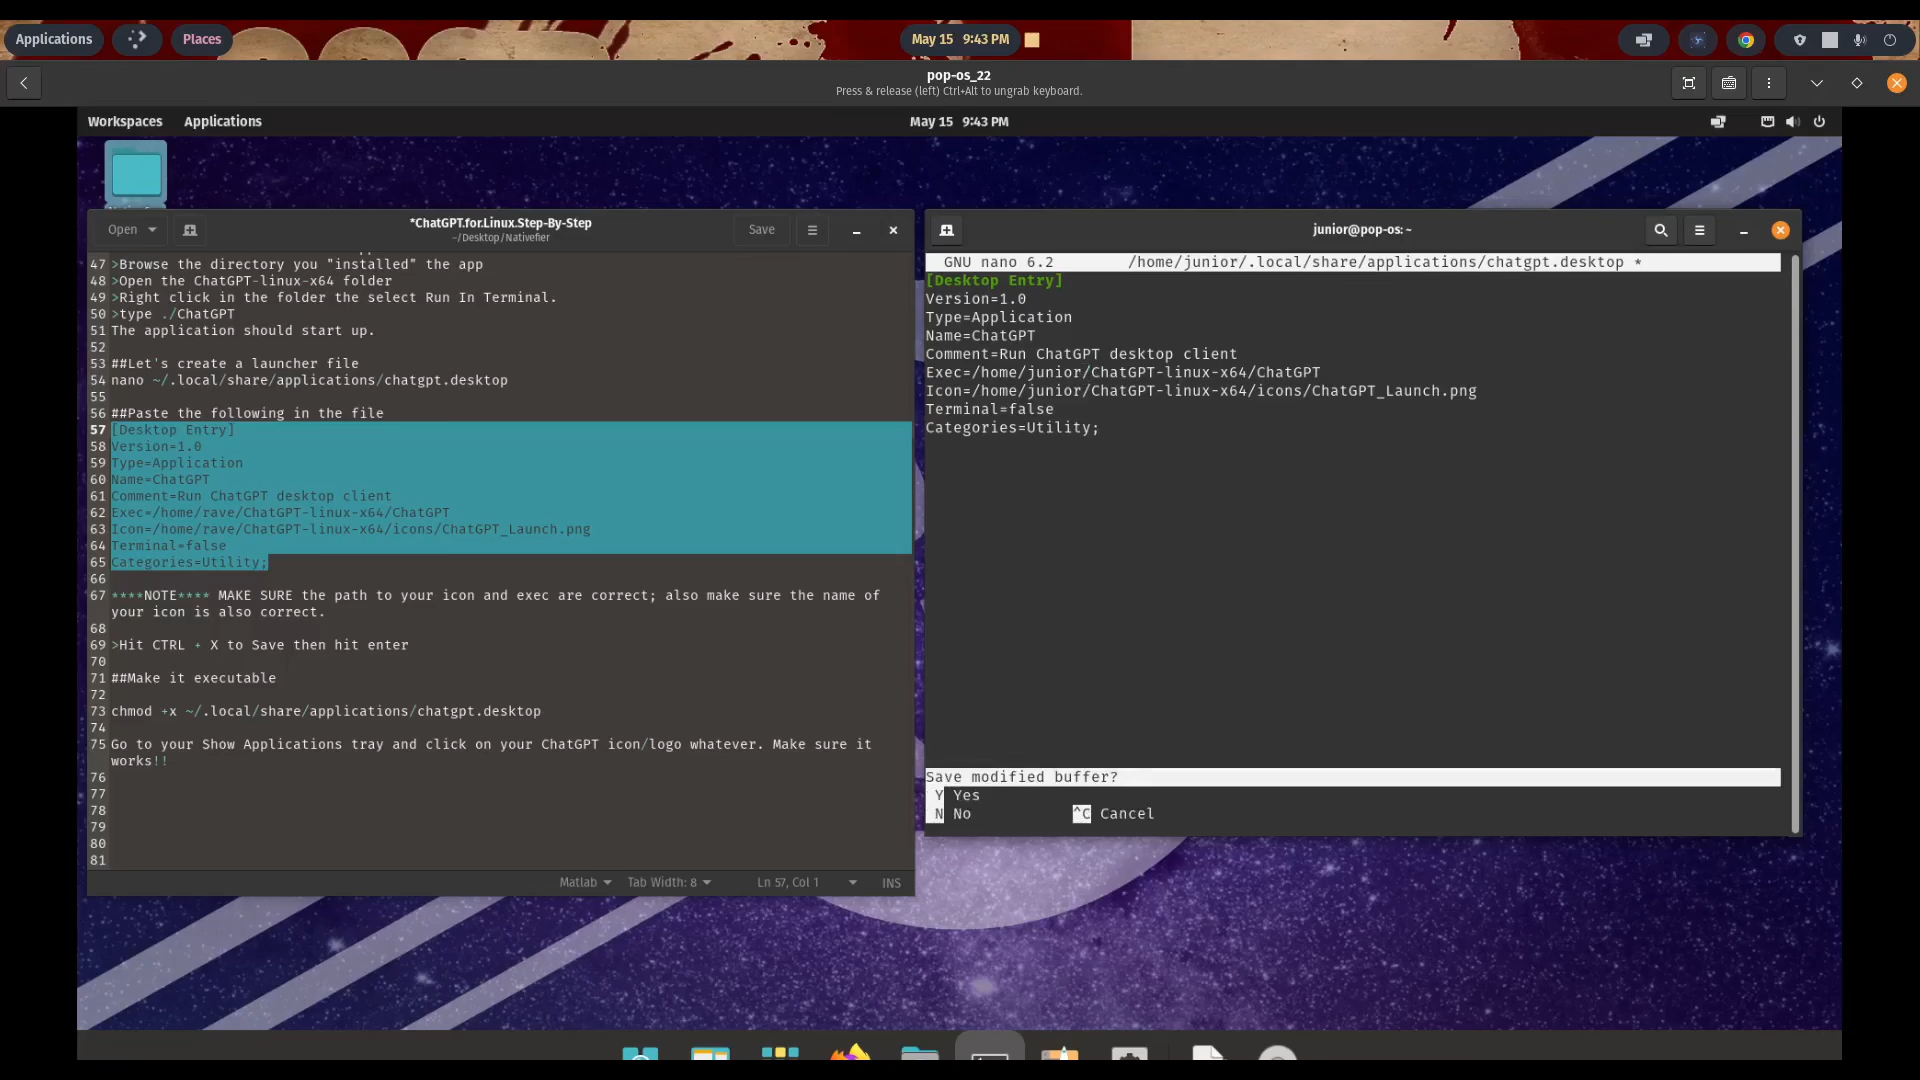 Applications
Places
May 15 9:43 PM
pop-os_22
Press & release (left) Ctrl+Alt to ungrab keyboard.
Workspaces
Applications
May 15 9:43 PM
Open
*ChatGPT.for.Linux.Step-By-Step
~/Desktop/Nativefier
Save
47 >Browse the directory you "installed" the app
48 >Open the ChatGPT-linux-x64 folder
49 >Right click in the folder the select Run In Terminal.
50 >type ./ChatGPT
51 The application should start up.
52
53 ##Let's create a launcher file
54 nano ~/.local/share/applications/chatgpt.desktop
55
56 ##Paste the following in the file
57 [Desktop Entry]
58 Version=1.0
59 Type=Application
60 Name=ChatGPT
61 Comment=Run ChatGPT desktop client
62 Exec=/home/rave/ChatGPT-linux-x64/ChatGPT
63 Icon=/home/rave/ChatGPT-linux-x64/icons/ChatGPT_Launch.png
64 Terminal=false
65 Categories=Utility;
66
67 ****NOTE**** MAKE SURE the path to your icon and exec are correct; also make sure the name of
your icon is also correct.
68
69 >Hit CTRL + X to Save then hit enter
70
71 ##Make it executable
72
73 chmod +x ~/.local/share/applications/chatgpt.desktop
74
75 Go to your Show Applications tray and click on your ChatGPT icon/logo whatever. Make sure it
works!!
76
77
78
79
80
81
Matlab
Tab Width: 8
Ln 57, Col 1
INS
junior@pop-os: ~
GNU nano 6.2 /home/junior/.local/share/applications/chatgpt.desktop *
[Desktop Entry]
Version=1.0
Type=Application
Name=ChatGPT
Comment=Run ChatGPT desktop client
Exec=/home/junior/ChatGPT-linux-x64/ChatGPT
Icon=/home/junior/ChatGPT-linux-x64/icons/ChatGPT_Launch.png
Terminal=false
Categories=Utility;
Save modified buffer?
Y Yes
N No ^C Cancel